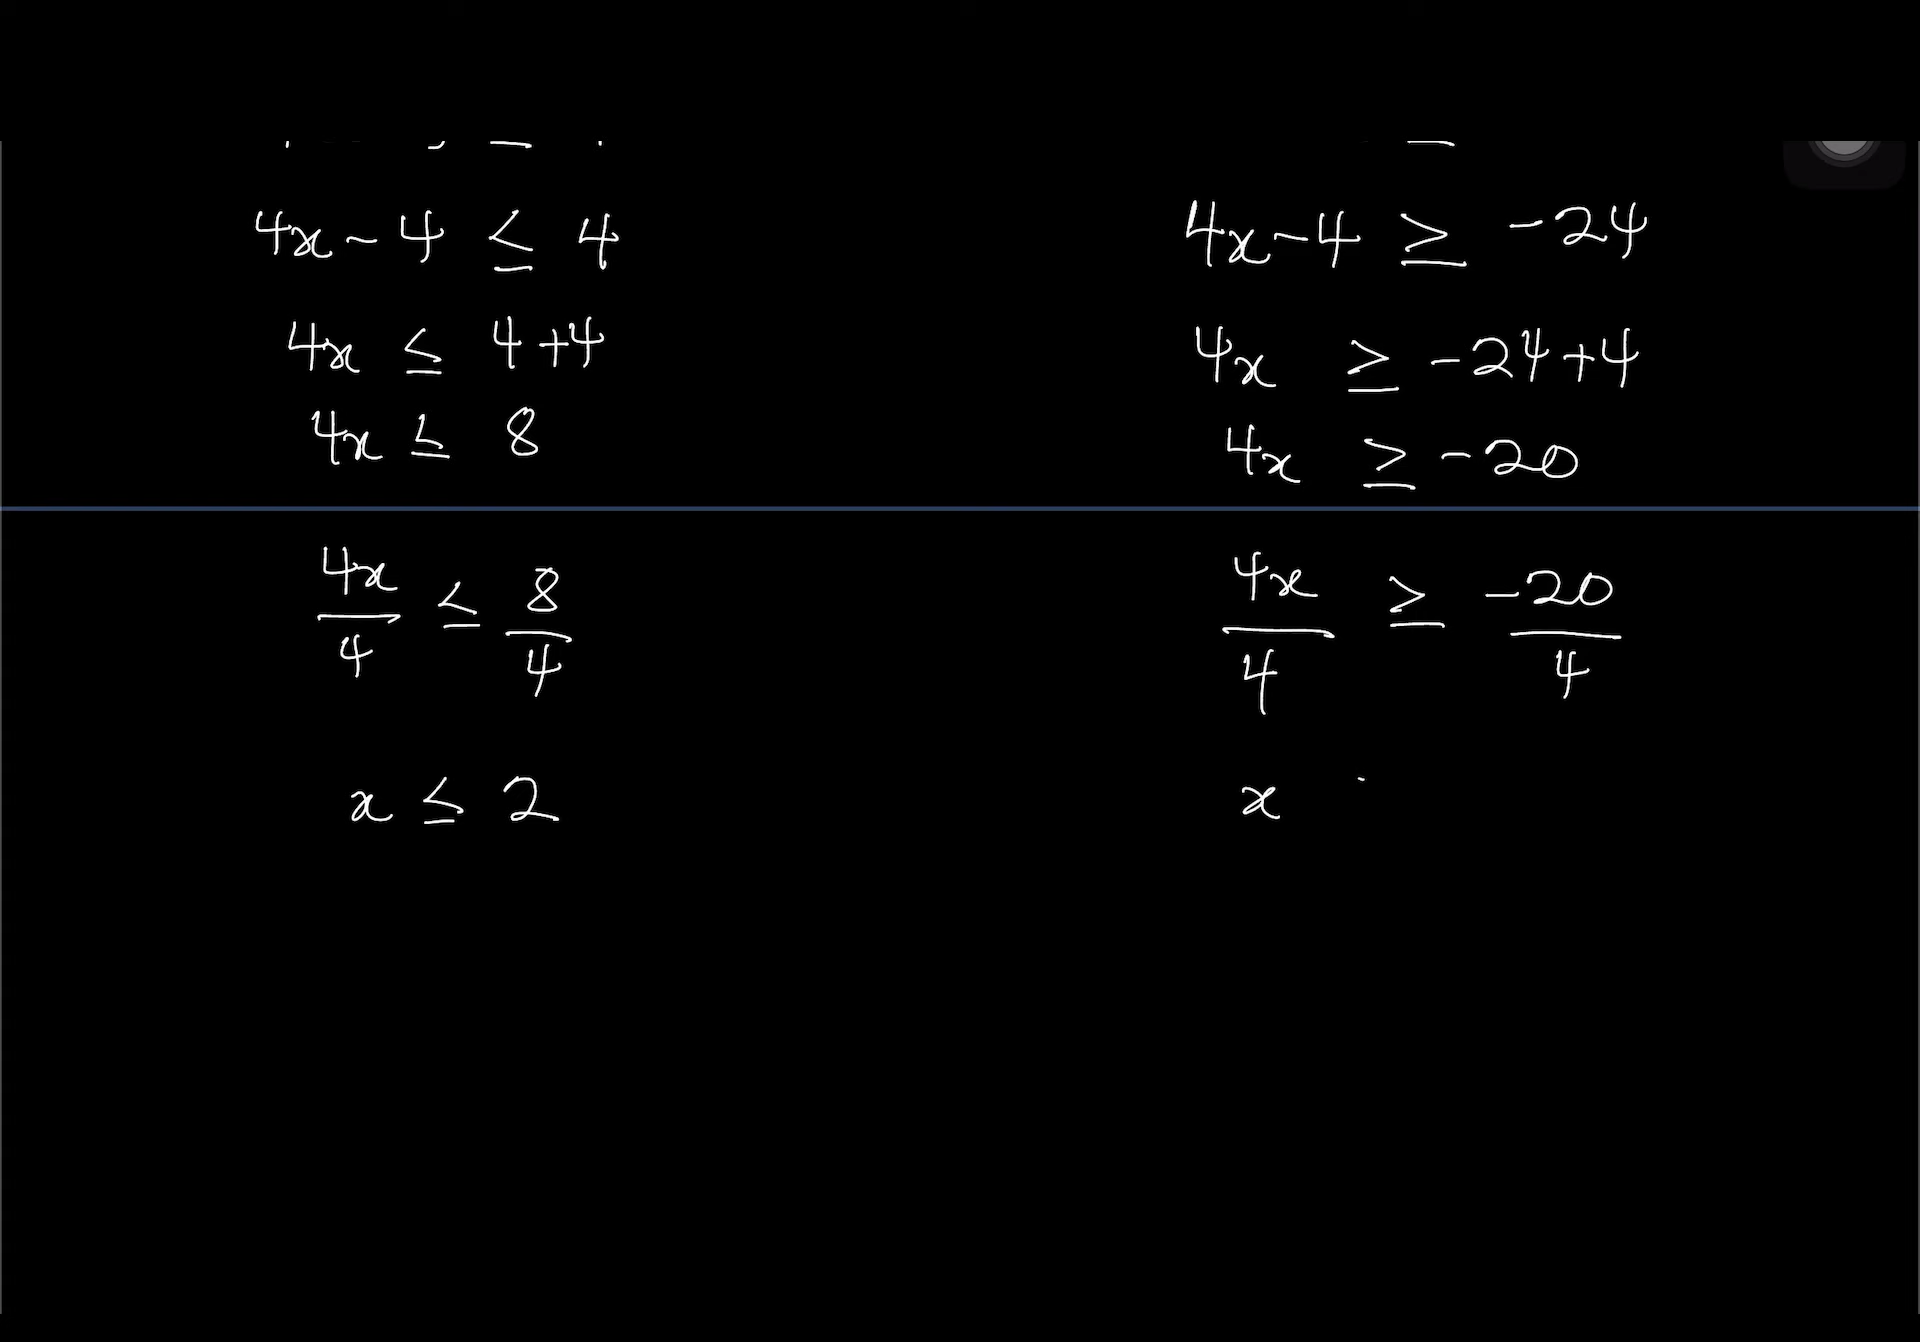 4x - 4 ≤ 4
4x - 4 ≥ -24
4x ≤ 4+4
4x ≥ -24+4
4x ≤ 8
4x ≥ -20
4x/4 ≤ 8/4
4x/4 ≥ -20/4
x ≤ 2
x